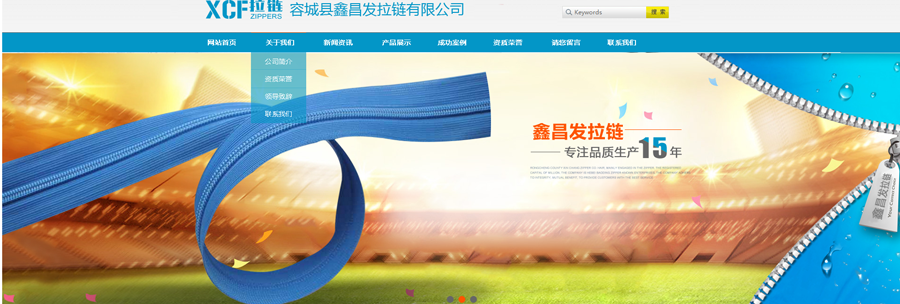 XCF拉链 ZIPPERS 容城县鑫昌发拉链有限公司
Keywords 搜 索
网站首页 关于我们 新闻资讯 产品展示 成功案例 资质荣誉 请您留言 联系我们
公司简介
资质荣誉
领导致辞
联系我们
鑫昌发拉链
专注品质生产15年
鑫昌发拉链